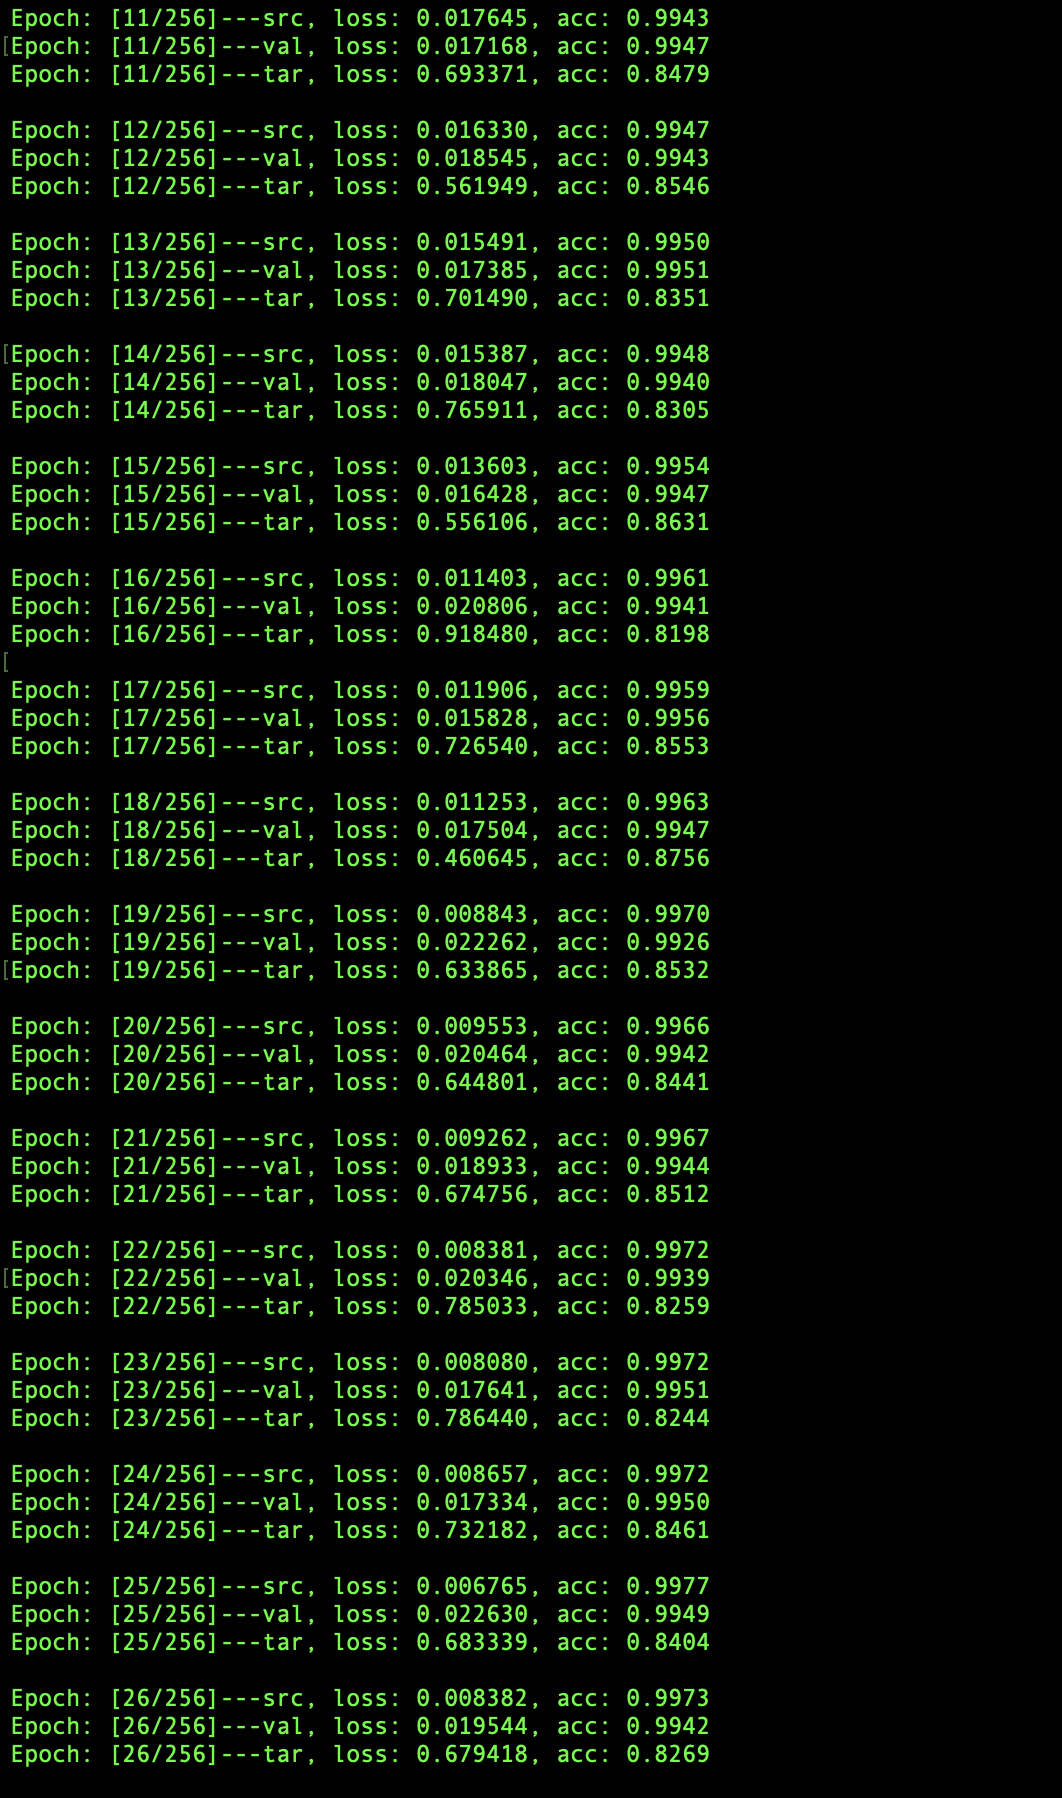 Epoch: [11/256]---src, loss: 0.017645, acc: 0.9943
[Epoch: [11/256]---val, loss: 0.017168, acc: 0.9947
Epoch: [11/256]---tar, loss: 0.693371, acc: 0.8479
Epoch: [12/256]---src, loss: 0.016330, acc: 0.9947
Epoch: [12/256]---val, loss: 0.018545, acc: 0.9943
Epoch: [12/256]---tar, loss: 0.561949, acc: 0.8546
Epoch: [13/256]---src, loss: 0.015491, acc: 0.9950
Epoch: [13/256]---val, loss: 0.017385, acc: 0.9951
Epoch: [13/256]---tar, loss: 0.701490, acc: 0.8351
[Epoch: [14/256]---src, loss: 0.015387, acc: 0.9948
Epoch: [14/256]---val, loss: 0.018047, acc: 0.9940
Epoch: [14/256]---tar, loss: 0.765911, acc: 0.8305
Epoch: [15/256]---src, loss: 0.013603, acc: 0.9954
Epoch: [15/256]---val, loss: 0.016428, acc: 0.9947
Epoch: [15/256]---tar, loss: 0.556106, acc: 0.8631
Epoch: [16/256]---src, loss: 0.011403, acc: 0.9961
Epoch: [16/256]---val, loss: 0.020806, acc: 0.9941
Epoch: [16/256]---tar, loss: 0.918480, acc: 0.8198
[
Epoch: [17/256]---src, loss: 0.011906, acc: 0.9959
Epoch: [17/256]---val, loss: 0.015828, acc: 0.9956
Epoch: [17/256]---tar, loss: 0.726540, acc: 0.8553
Epoch: [18/256]---src, loss: 0.011253, acc: 0.9963
Epoch: [18/256]---val, loss: 0.017504, acc: 0.9947
Epoch: [18/256]---tar, loss: 0.460645, acc: 0.8756
Epoch: [19/256]---src, loss: 0.008843, acc: 0.9970
Epoch: [19/256]---val, loss: 0.022262, acc: 0.9926
[Epoch: [19/256]---tar, loss: 0.633865, acc: 0.8532
Epoch: [20/256]---src, loss: 0.009553, acc: 0.9966
Epoch: [20/256]---val, loss: 0.020464, acc: 0.9942
Epoch: [20/256]---tar, loss: 0.644801, acc: 0.8441
Epoch: [21/256]---src, loss: 0.009262, acc: 0.9967
Epoch: [21/256]---val, loss: 0.018933, acc: 0.9944
Epoch: [21/256]---tar, loss: 0.674756, acc: 0.8512
Epoch: [22/256]---src, loss: 0.008381, acc: 0.9972
[Epoch: [22/256]---val, loss: 0.020346, acc: 0.9939
Epoch: [22/256]---tar, loss: 0.785033, acc: 0.8259
Epoch: [23/256]---src, loss: 0.008080, acc: 0.9972
Epoch: [23/256]---val, loss: 0.017641, acc: 0.9951
Epoch: [23/256]---tar, loss: 0.786440, acc: 0.8244
Epoch: [24/256]---src, loss: 0.008657, acc: 0.9972
Epoch: [24/256]---val, loss: 0.017334, acc: 0.9950
Epoch: [24/256]---tar, loss: 0.732182, acc: 0.8461
Epoch: [25/256]---src, loss: 0.006765, acc: 0.9977
Epoch: [25/256]---val, loss: 0.022630, acc: 0.9949
Epoch: [25/256]---tar, loss: 0.683339, acc: 0.8404
Epoch: [26/256]---src, loss: 0.008382, acc: 0.9973
Epoch: [26/256]---val, loss: 0.019544, acc: 0.9942
Epoch: [26/256]---tar, loss: 0.679418, acc: 0.8269